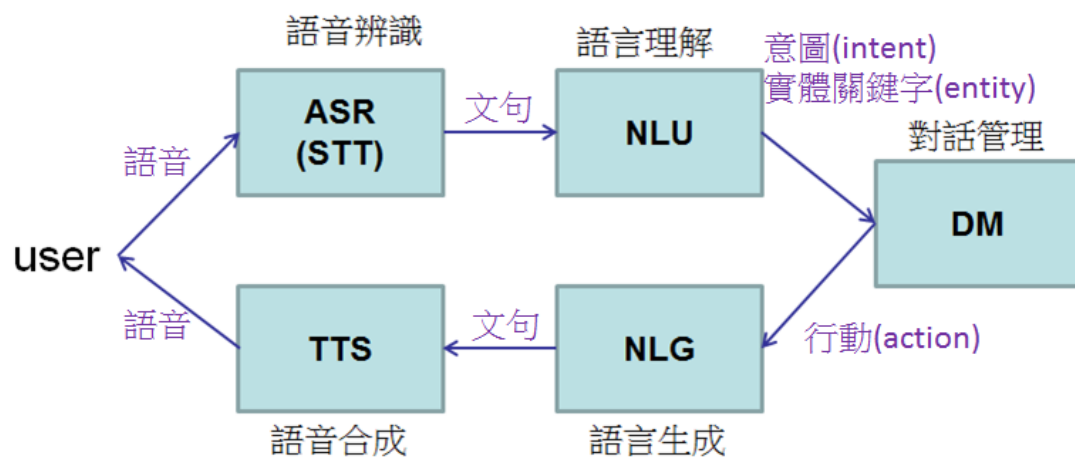 語音辨識
ASR
(STT)
語音
文句
語言理解
NLU
意圖(intent)
實體關鍵字(entity)
對話管理
DM
user
語音
TTS
語音合成
文句
NLG
語言生成
行動(action)